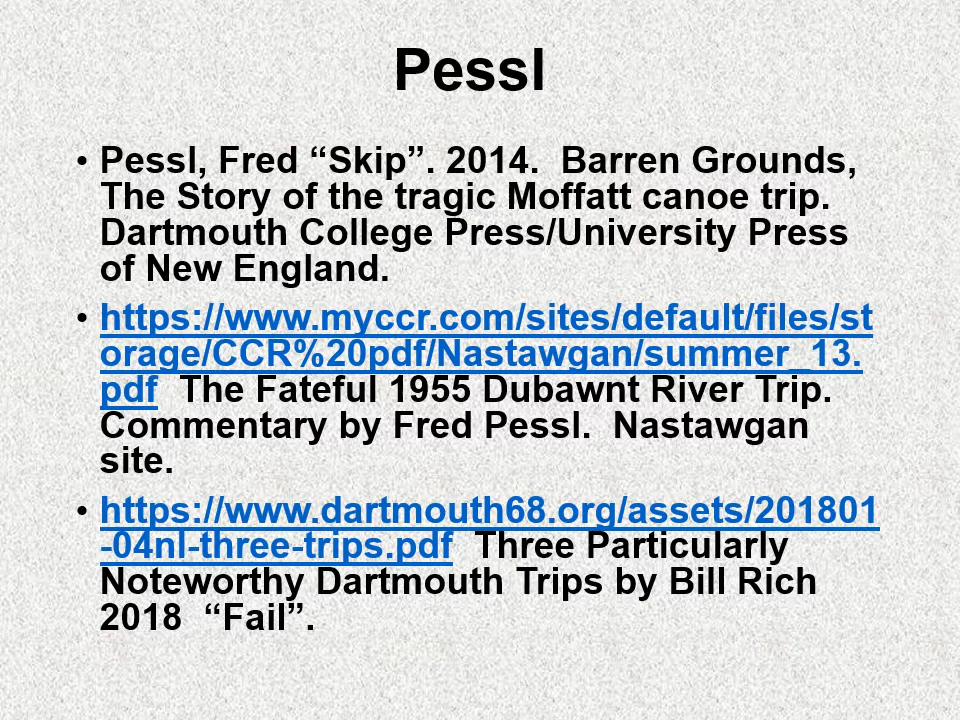 Pessl
• Pessl, Fred “Skip”. 2014.  Barren Grounds,
The Story of the tragic Moffatt canoe trip.
Dartmouth College Press/University Press
of New England.
• https://www.myccr.com/sites/default/files/st
orage/CCR%20pdf/Nastawgan/summer_13.
pdf  The Fateful 1955 Dubawnt River Trip.
Commentary by Fred Pessl.  Nastawgan
site.
• https://www.dartmouth68.org/assets/201801
-04nl-three-trips.pdf  Three Particularly
Noteworthy Dartmouth Trips by Bill Rich
2018  “Fail”.